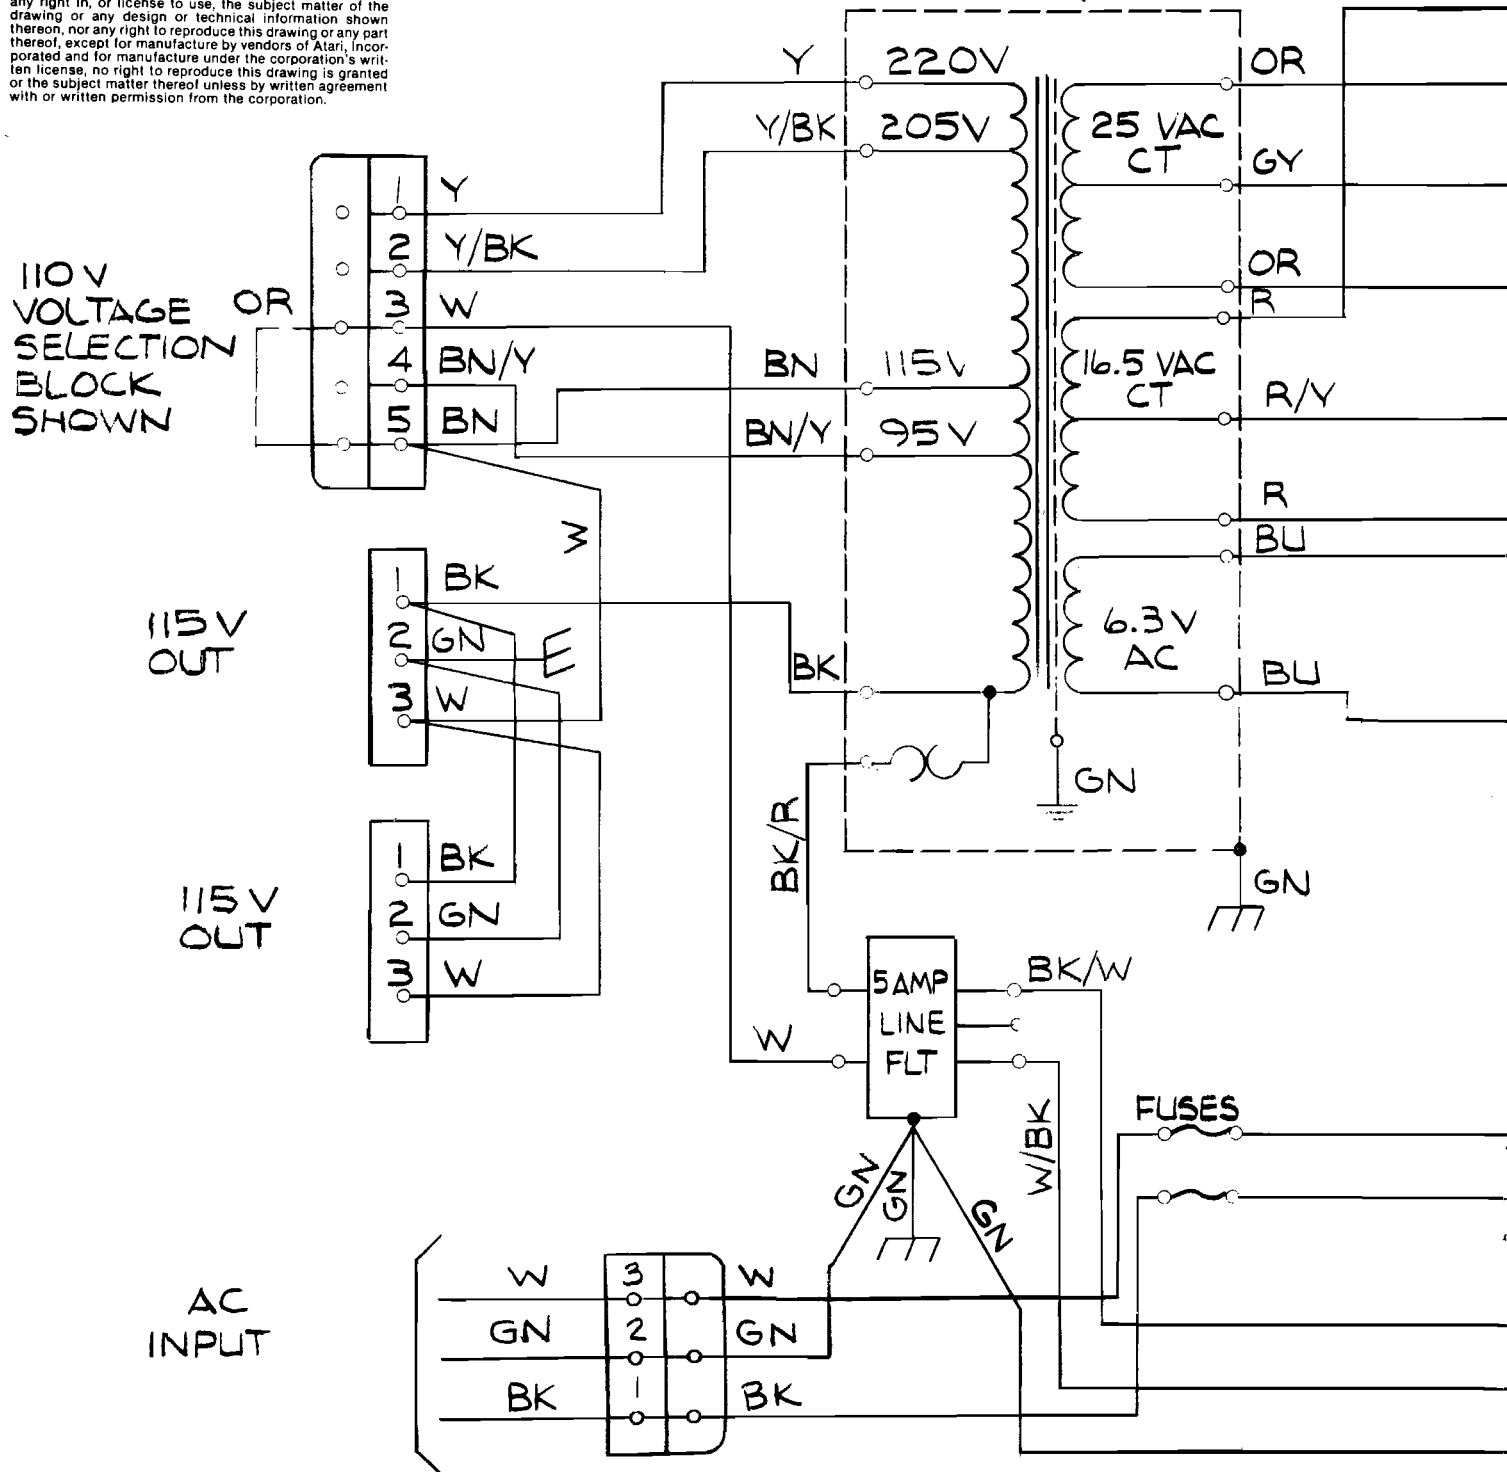 any right in, or license to use, the subject matter of the
drawing or any design or technical information shown
thereon, nor any right to reproduce this drawing or any part
thereof, except for manufacture by vendors of Atari, Incor-
porated and for manufacture under the corporation's writ-
ten license, no right to reproduce this drawing is granted
or the subject matter thereof unless by written agreement
with or written permission from the corporation.
110V
VOLTAGE
SELECTION
BLOCK
SHOWN
OR
1 Y
2 Y/BK
3 W
4 BN/Y
5 BN
W
115V
OUT
1 BK
2 GN
3 W
115V
OUT
1 BK
2 GN
3 W
Y 220V
Y/BK 205V
BN 115V
BN/Y 95V
BK
25 VAC
CT
16.5 VAC
CT
6.3V
AC
OR
GY
OR
R
R/Y
R
BU
BU
GN
GN
BK/R
W
5 AMP
LINE
FLT
BK/W
W/BK
GN
GN
GN
FUSES
AC
INPUT
W 3 W
GN 2 GN
BK 1 BK